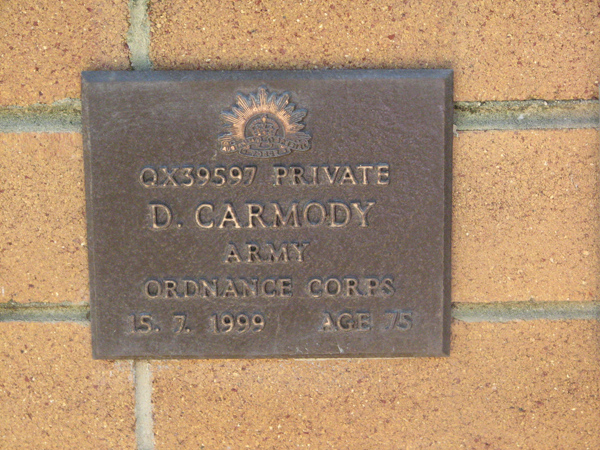 QX39597 PRIVATE
D. CARMODY
ARMY
ORDNANCE CORPS
15. 7. 1999 AGE 75